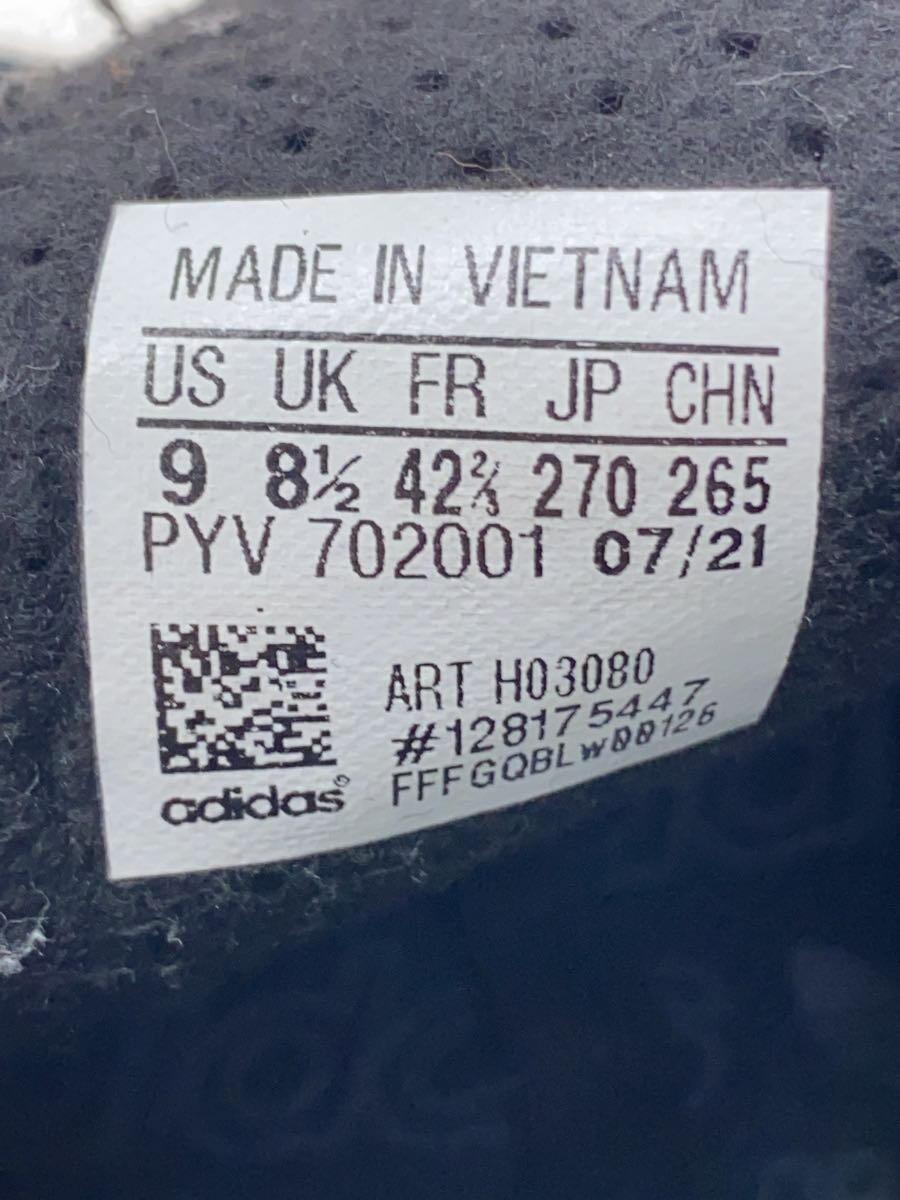 MADE IN VIETNAM
US UK FR JP CHN
9 8½ 42⅔ 270 265
PYV 702001 07/21
ART H03080
#128175447
FFFGQBLW00126
adidas®